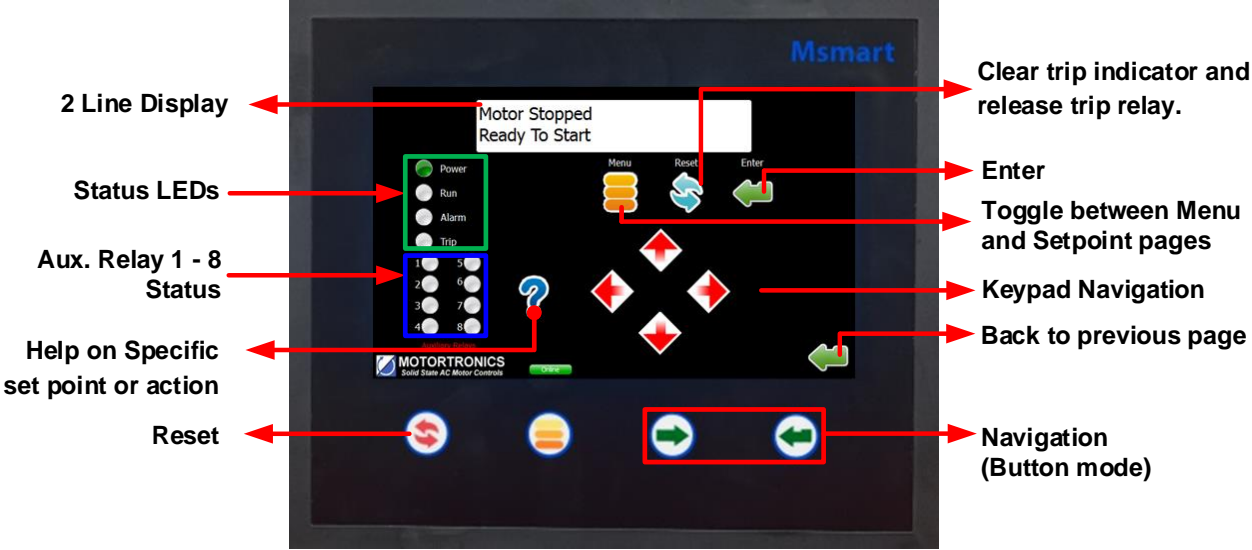 Msmart
2 Line Display
Motor Stopped
Ready To Start
Clear trip indicator and
release trip relay.
Status LEDs
Power
Run
Alarm
Trip
Menu
Reset
Enter
Enter
Toggle between Menu
and Setpoint pages
Aux. Relay 1 - 8
Status
1 5
2 6
3 7
4 8
Auxiliary Relays
Keypad Navigation
Back to previous page
Help on Specific
set point or action
MOTORTRONICS
Solid State AC Motor Controls
Online
Reset
Navigation
(Button mode)